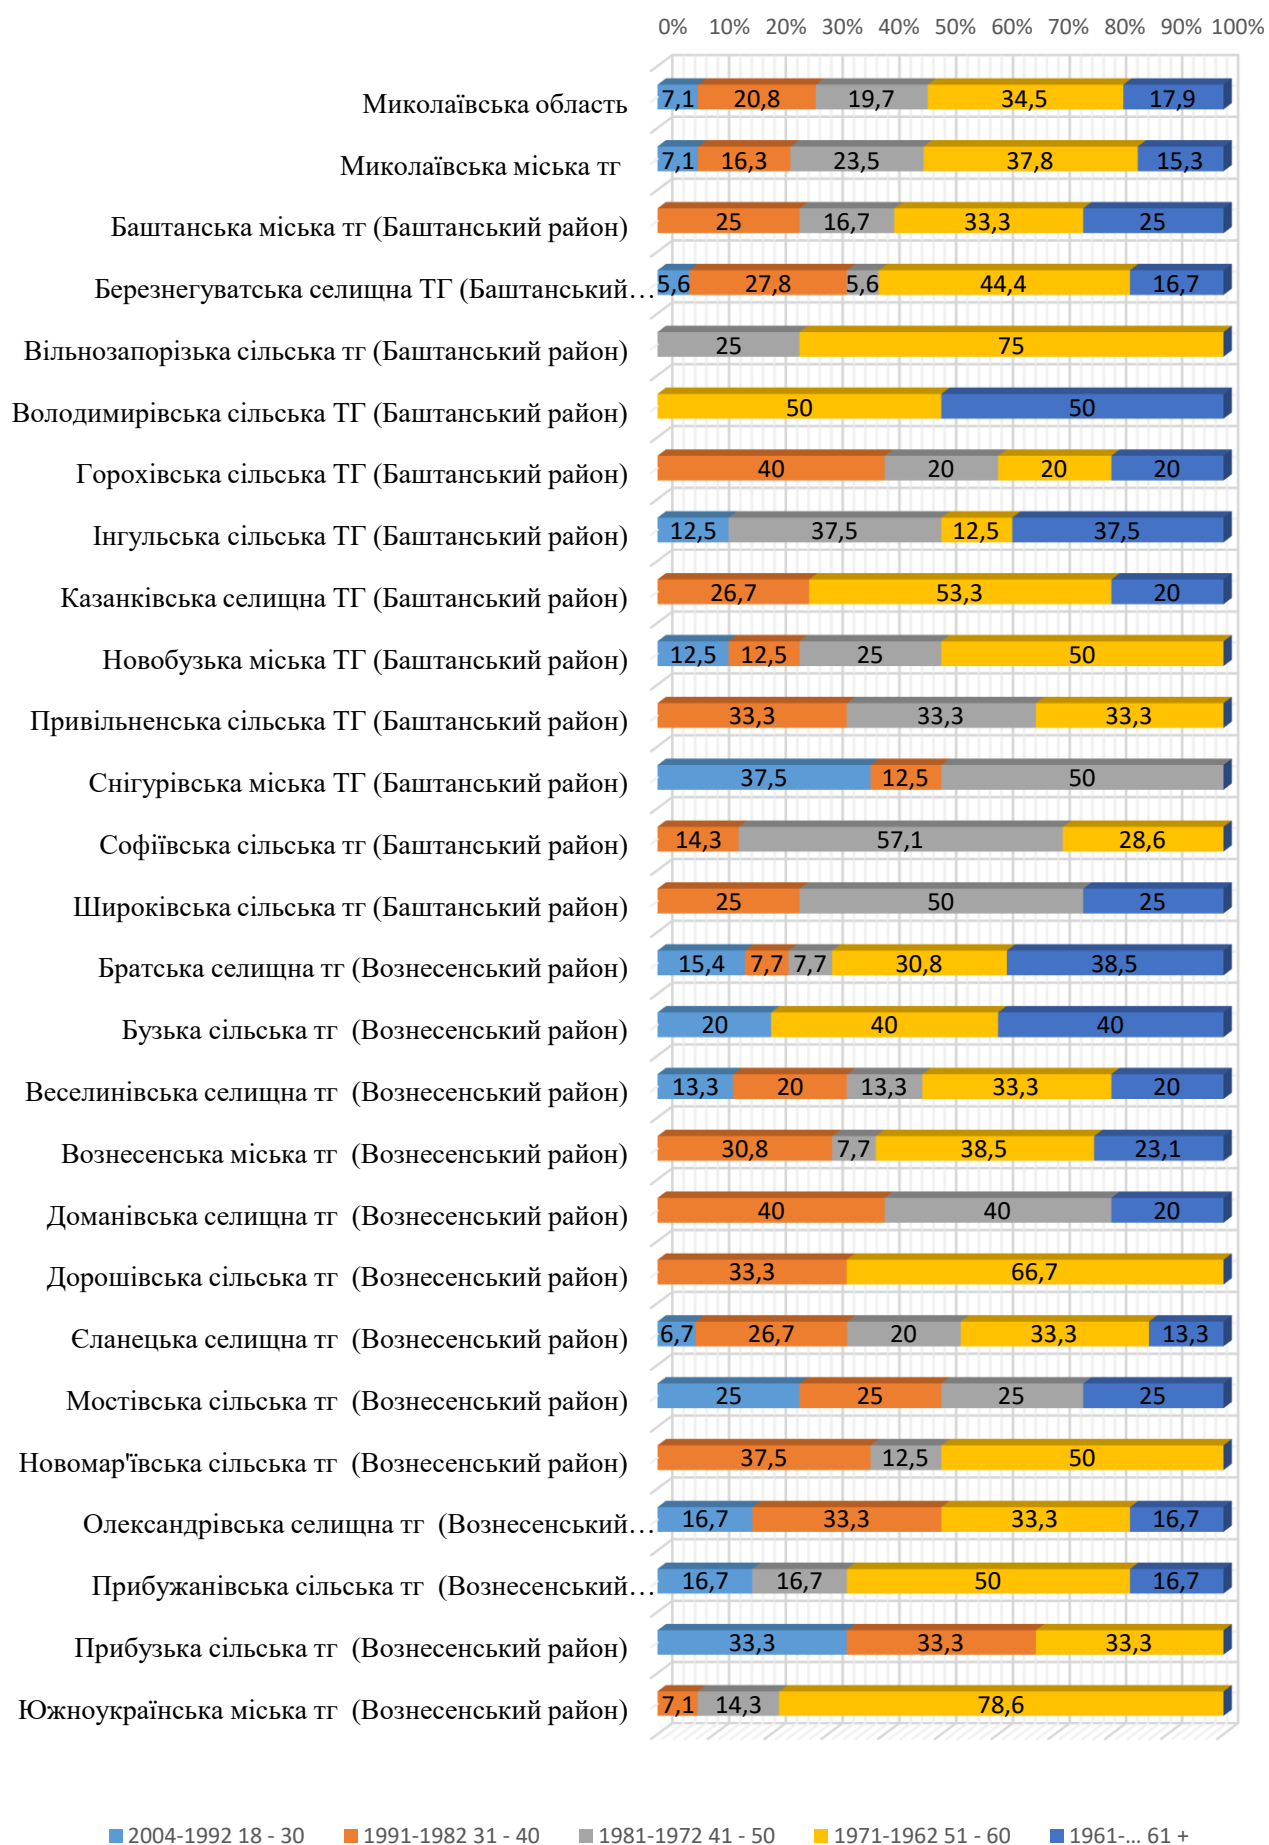 0% 10% 20% 30% 40% 50% 60% 70% 80% 90% 100%
Миколаївська область 7,1 20,8 19,7 34,5 17,9
Миколаївська міська тг 7,1 16,3 23,5 37,8 15,3
Баштанська міська тг (Баштанський район) 25 16,7 33,3 25
Березнегуватська селищна ТГ (Баштанський… 5,6 27,8 5,6 44,4 16,7
Вільнозапорізька сільська тг (Баштанський район) 25 75
Володимирівська сільська ТГ (Баштанський район) 50 50
Горохівська сільська ТГ (Баштанський район) 40 20 20 20
Інгульська сільська ТГ (Баштанський район) 12,5 37,5 12,5 37,5
Казанківська селищна ТГ (Баштанський район) 26,7 53,3 20
Новобузька міська ТГ (Баштанський район) 12,5 12,5 25 50
Привільненська сільська ТГ (Баштанський район) 33,3 33,3 33,3
Снігурівська міська ТГ (Баштанський район) 37,5 12,5 50
Софіївська сільська тг (Баштанський район) 14,3 57,1 28,6
Широківська сільська тг (Баштанський район) 25 50 25
Братська селищна тг (Вознесенський район) 15,4 7,7 7,7 30,8 38,5
Бузька сільська тг (Вознесенський район) 20 40 40
Веселинівська селищна тг (Вознесенський район) 13,3 20 13,3 33,3 20
Вознесенська міська тг (Вознесенський район) 30,8 7,7 38,5 23,1
Доманівська селищна тг (Вознесенський район) 40 40 20
Дорошівська сільська тг (Вознесенський район) 33,3 66,7
Єланецька селищна тг (Вознесенський район) 6,7 26,7 20 33,3 13,3
Мостівська сільська тг (Вознесенський район) 25 25 25 25
Новомар'ївська сільська тг (Вознесенський район) 37,5 12,5 50
Олександрівська селищна тг (Вознесенський… 16,7 33,3 33,3 16,7
Прибужанівська сільська тг (Вознесенський… 16,7 16,7 50 16,7
Прибузька сільська тг (Вознесенський район) 33,3 33,3 33,3
Южноукраїнська міська тг (Вознесенський район) 7,1 14,3 78,6
2004-1992 18 - 30 1991-1982 31 - 40 1981-1972 41 - 50 1971-1962 51 - 60 1961-... 61 +